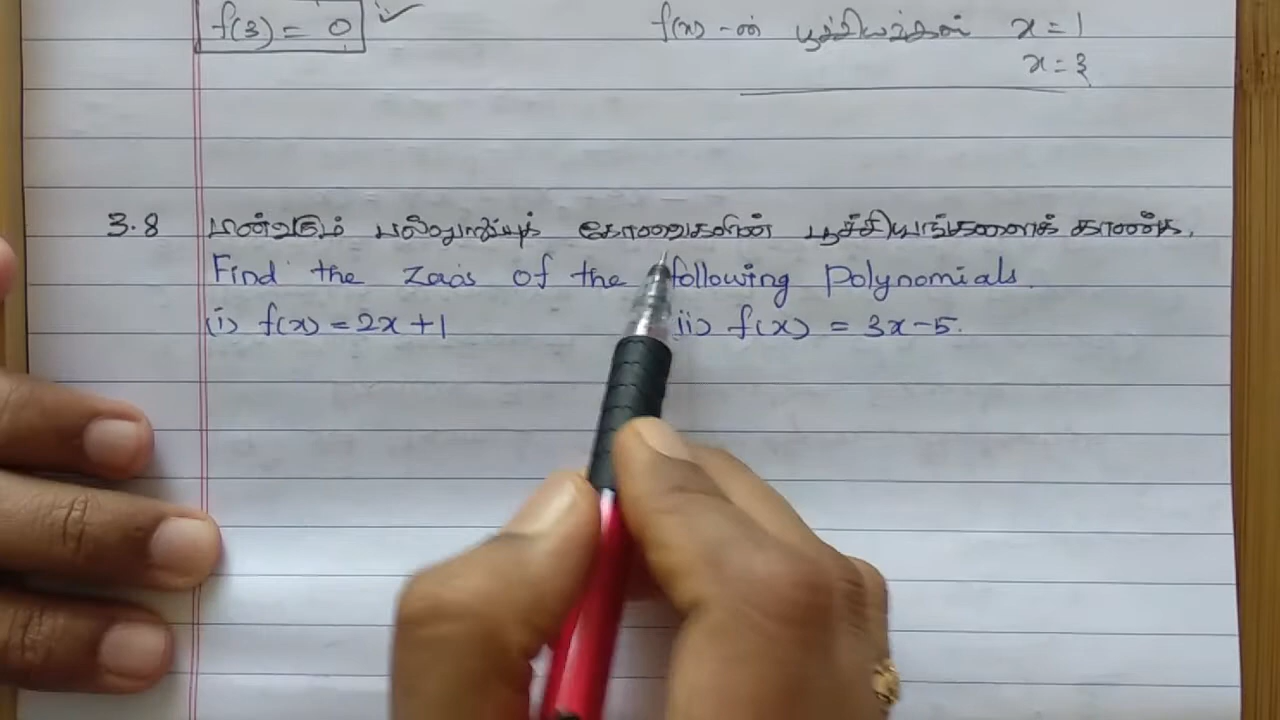 f(3) = 0
f(x) -ன் பூச்சியங்கள் x = 1
x = 3
3.8 பின்வரும் பல்லுறுப்புக் கோவைகளின் பூச்சியங்களைக் காண்க.
Find the Zeros of the following Polynomials.
(i) f(x) = 2x + 1 (ii) f(x) = 3x - 5.